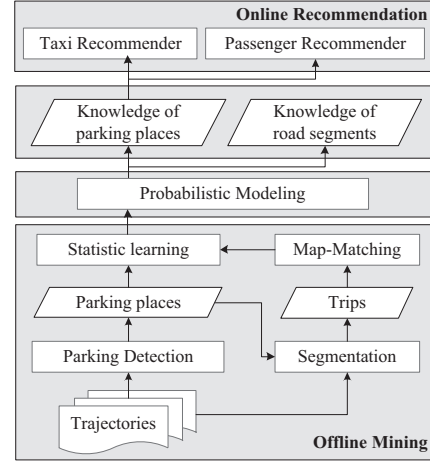 Online Recommendation
Taxi Recommender
Passenger Recommender
Knowledge of
parking places
Knowledge of
road segments
Probabilistic Modeling
Statistic learning
Map-Matching
Parking places
Trips
Parking Detection
Segmentation
Trajectories
Offline Mining